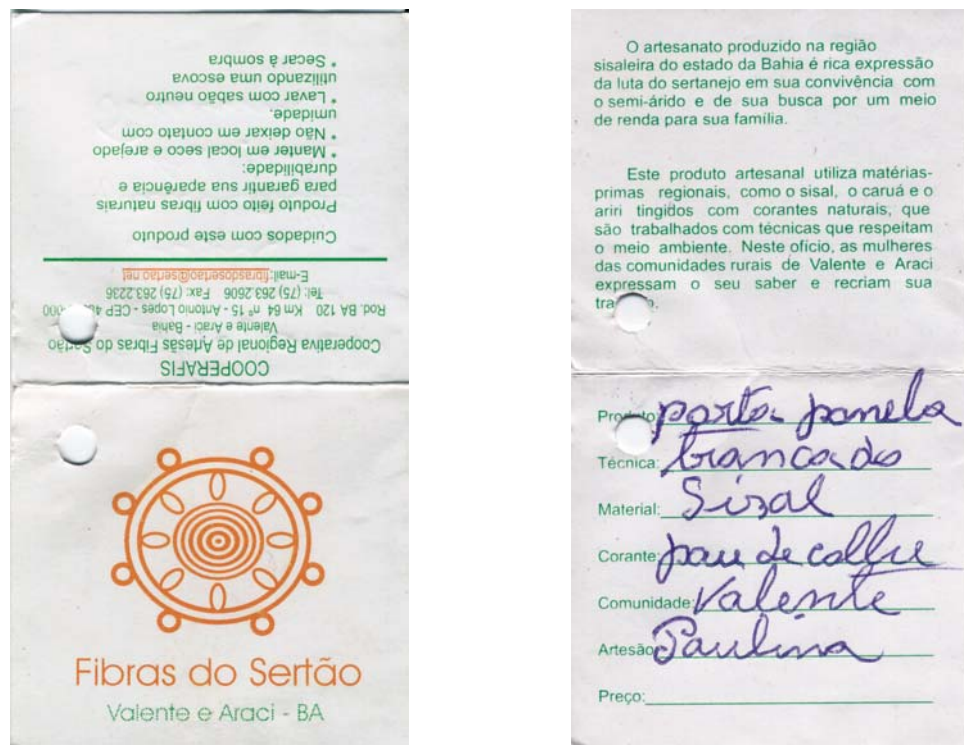 COOPERAFIS
Cooperativa Regional de Artesãs Fibras do Sertão
Valente e Araci - Bahia
Rod. BA 120 Km 64 nº 15 - Antonio Lopes - CEP
Tel: (75) 263.2606 Fax: (75) 263.2236
E-mail:fibrasdosertao@sertao.net
Cuidados com este produto
Produto feito com fibras naturais
para garantir sua aparência e
durabilidade:
* Manter em local seco e arejado
* Não deixar em contato com
umidade.
* Lavar com sabão neutro
utilizando uma escova
* Secar à sombra
Fibras do Sertão
Valente e Araci - BA
O artesanato produzido na região
sisaleira do estado da Bahia é rica expressão
da luta do sertanejo em sua convivência com
o semi-árido e de sua busca por um meio
de renda para sua família.
Este produto artesanal utiliza matérias-
primas regionais, como o sisal, o caruá e o
ariri tingidos com corantes naturais, que
são trabalhados com técnicas que respeitam
o meio ambiente. Neste ofício, as mulheres
das comunidades rurais de Valente e Araci
expressam o seu saber e recriam sua
Produto: porta panela
Técnica: trancado
Material: Sizal
Corante: pau de
Comunidade: Valente
Artesão: Paulina
Preço: